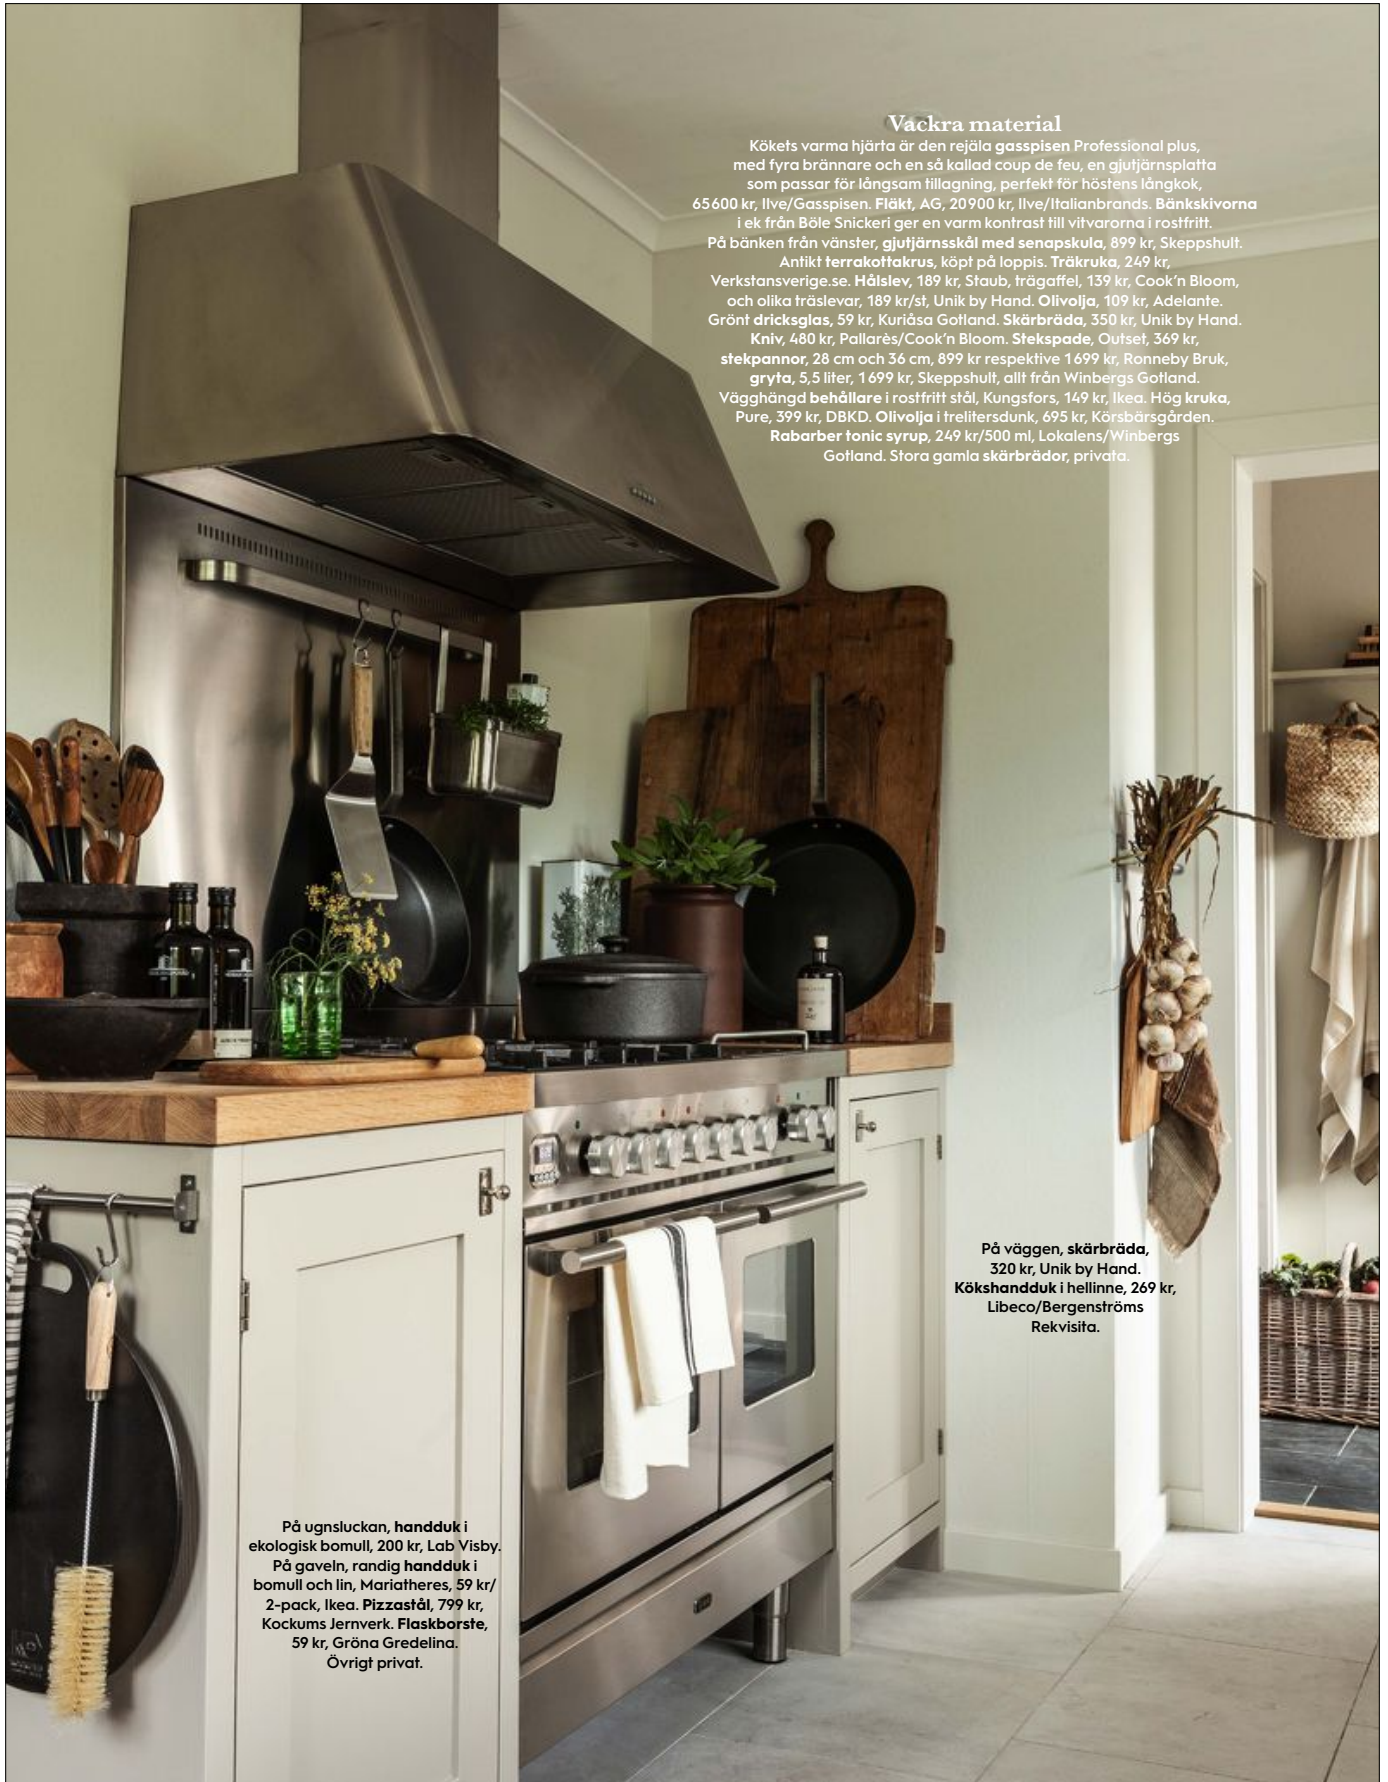 Vackra material
Kökets varma hjärta är den rejäla gasspisen Professional plus,
med fyra brännare och en så kallad coup de feu, en gjutjärnsplatta
som passar för långsam tillagning, perfekt för höstens långkok,
65 600 kr, Ilve/Gasspisen. Fläkt, AG, 20 900 kr, Ilve/Italianbrands. Bänkskivorna
i ek från Böle Snickeri ger en varm kontrast till vitvarorna i rostfritt.
På bänken från vänster, gjutjärnsskål med senapskula, 899 kr, Skeppshult.
Antikt terrakottakrus, köpt på loppis. Träkruka, 249 kr,
Verkstansverige.se. Hålslev, 189 kr, Staub, trägaffel, 139 kr, Cook’n Bloom,
och olika träslevar, 189 kr/st, Unik by Hand. Olivolja, 109 kr, Adelante.
Grönt dricksglas, 59 kr, Kuriåsa Gotland. Skärbräda, 350 kr, Unik by Hand.
Kniv, 480 kr, Pallarès/Cook’n Bloom. Stekspade, Outset, 369 kr,
stekpannor, 28 cm och 36 cm, 899 kr respektive 1 699 kr, Ronneby Bruk,
gryta, 5,5 liter, 1 699 kr, Skeppshult, allt från Winbergs Gotland.
Vägghängd behållare i rostfritt stål, Kungsfors, 149 kr, Ikea. Hög kruka,
Pure, 399 kr, DBKD. Olivolja i trelitersdunk, 695 kr, Körsbärsgården.
Rabarber tonic syrup, 249 kr/500 ml, Lokalens/Winbergs
Gotland. Stora gamla skärbrädor, privata.
På väggen, skärbräda,
320 kr, Unik by Hand.
Kökshandduk i hellinne, 269 kr,
Libeco/Bergenströms
Rekvisita.
På ugnsluckan, handduk i
ekologisk bomull, 200 kr, Lab Visby.
På gaveln, randig handduk i
bomull och lin, Mariatheres, 59 kr/
2-pack, Ikea. Pizzastål, 799 kr,
Kockums Jernverk. Flaskborste,
59 kr, Gröna Gredelina.
Övrigt privat.